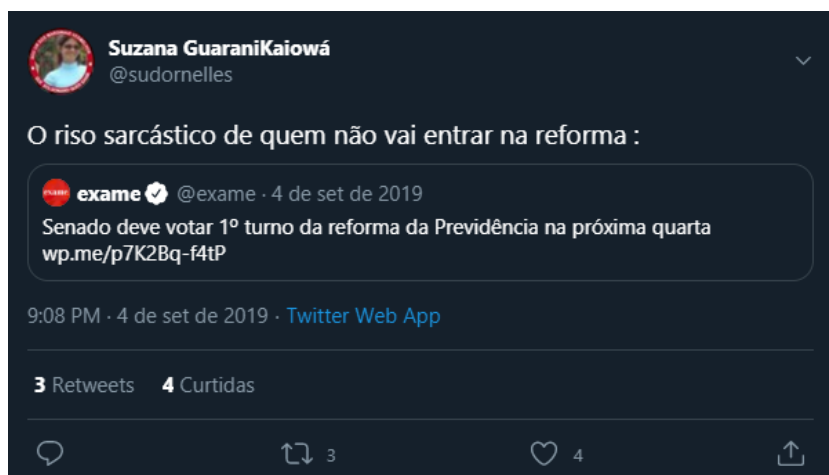 Suzana GuaraniKaiowá
@sudornelles
O riso sarcástico de quem não vai entrar na reforma :
exame @exame · 4 de set de 2019
Senado deve votar 1º turno da reforma da Previdência na próxima quarta
wp.me/p7K2Bq-f4tP
9:08 PM · 4 de set de 2019 · Twitter Web App
3 Retweets 4 Curtidas
3 4